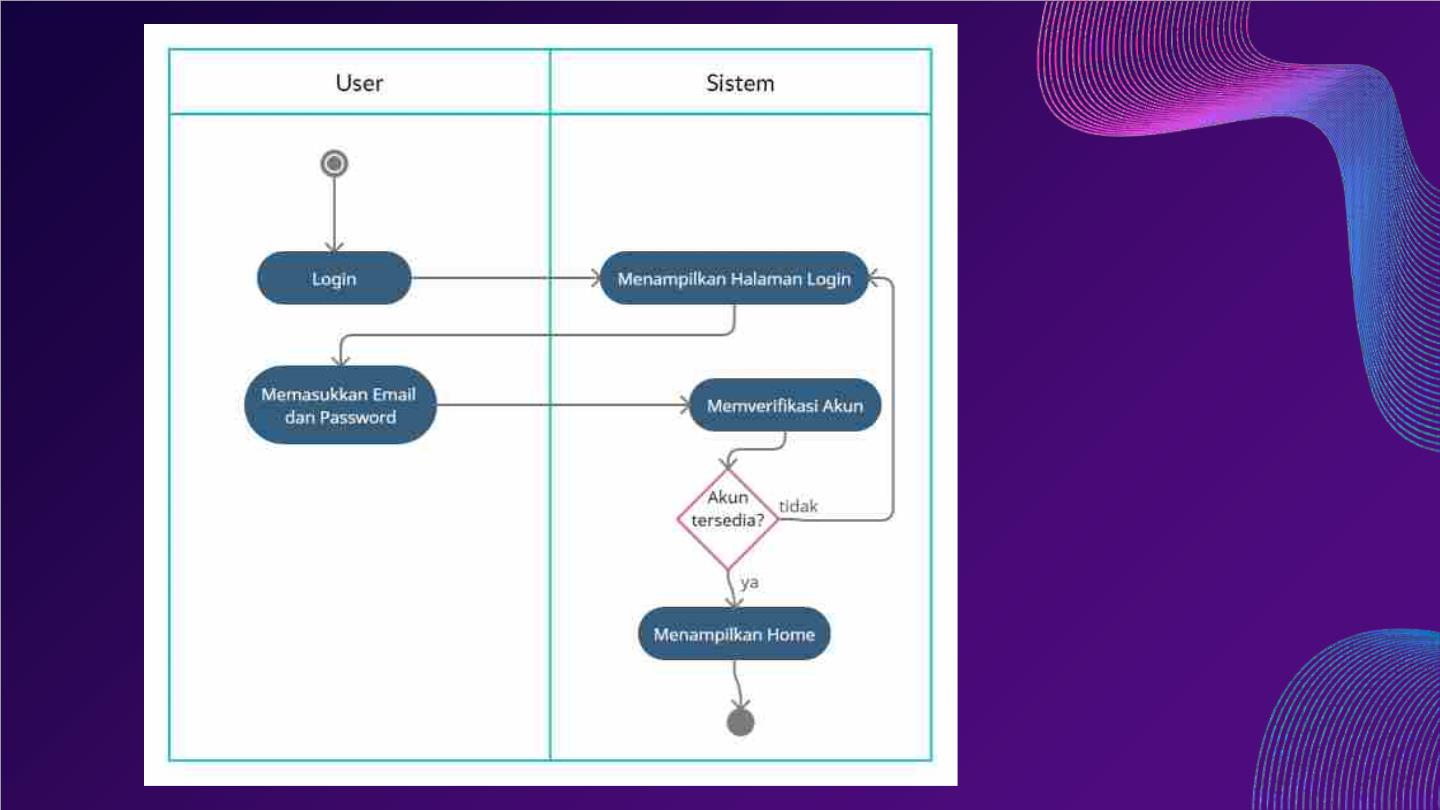 User
Sistem
Login
Menampilkan Halaman Login
Memasukkan Email
dan Password
Memverifikasi Akun
Akun
tersedia?
tidak
ya
Menampilkan Home